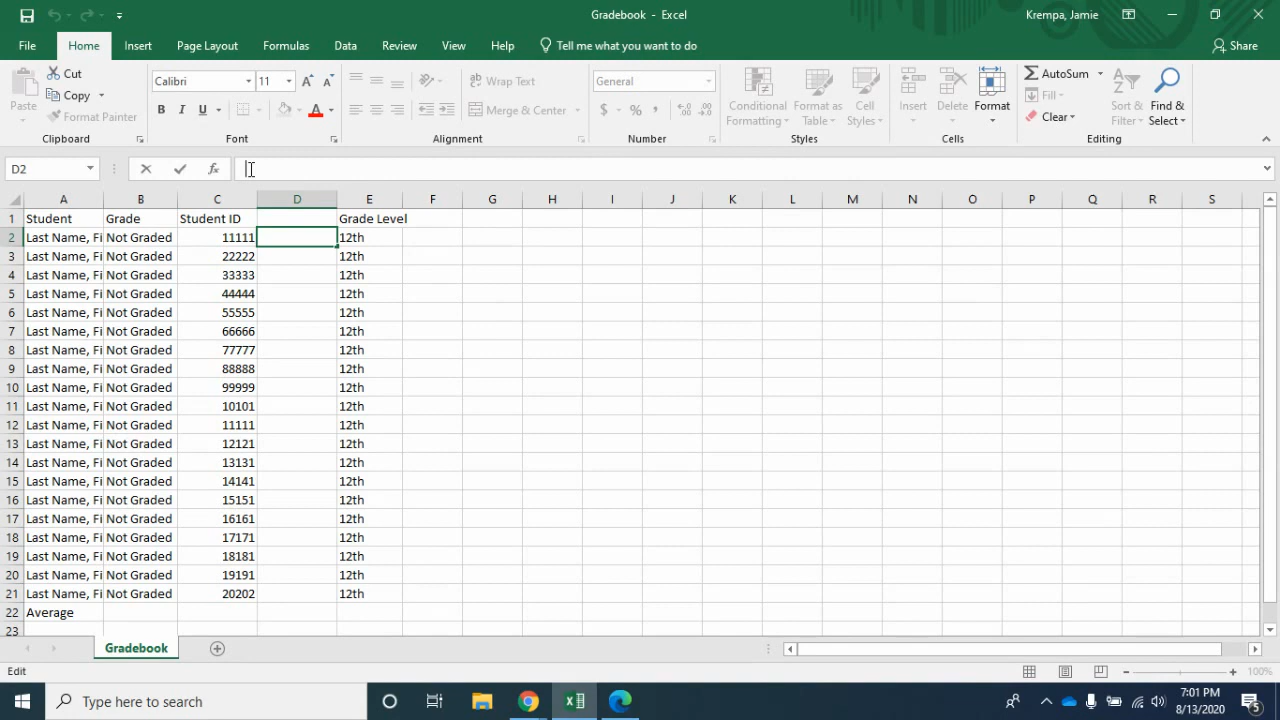 Gradebook - Excel
Krempa, Jamie
File Home Insert Page Layout Formulas Data Review View Help Tell me what you want to do Share
Paste
Cut
Copy
Format Painter
Clipboard
Calibri 11
B I U A
Font
Wrap Text
Merge & Center
Alignment
General
$ % ,
Number
Conditional Formatting
Format as Table
Cell Styles
Styles
Insert Delete Format
Cells
AutoSum
Fill
Clear
Sort & Filter
Find & Select
Editing
D2 fx
A B C D E F G H I J K L M N O P Q R S
1 Student Grade Student ID Grade Level
2 Last Name, Fi Not Graded 11111 12th
3 Last Name, Fi Not Graded 22222 12th
4 Last Name, Fi Not Graded 33333 12th
5 Last Name, Fi Not Graded 44444 12th
6 Last Name, Fi Not Graded 55555 12th
7 Last Name, Fi Not Graded 66666 12th
8 Last Name, Fi Not Graded 77777 12th
9 Last Name, Fi Not Graded 88888 12th
10 Last Name, Fi Not Graded 99999 12th
11 Last Name, Fi Not Graded 10101 12th
12 Last Name, Fi Not Graded 11111 12th
13 Last Name, Fi Not Graded 12121 12th
14 Last Name, Fi Not Graded 13131 12th
15 Last Name, Fi Not Graded 14141 12th
16 Last Name, Fi Not Graded 15151 12th
17 Last Name, Fi Not Graded 16161 12th
18 Last Name, Fi Not Graded 17171 12th
19 Last Name, Fi Not Graded 18181 12th
20 Last Name, Fi Not Graded 19191 12th
21 Last Name, Fi Not Graded 20202 12th
22 Average
23
Gradebook
Edit 100%
Type here to search
7:01 PM
8/13/2020
5